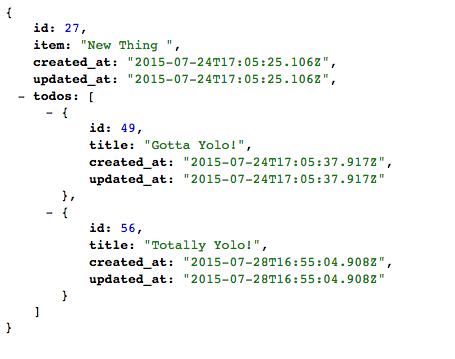 {
id: 27,
item: "New Thing ",
created_at: "2015-07-24T17:05:25.106Z",
updated_at: "2015-07-24T17:05:25.106Z",
- todos: [
- {
id: 49,
title: "Gotta Yolo!",
created_at: "2015-07-24T17:05:37.917Z",
updated_at: "2015-07-24T17:05:37.917Z"
},
- {
id: 56,
title: "Totally Yolo!",
created_at: "2015-07-28T16:55:04.908Z",
updated_at: "2015-07-28T16:55:04.908Z"
}
]
}